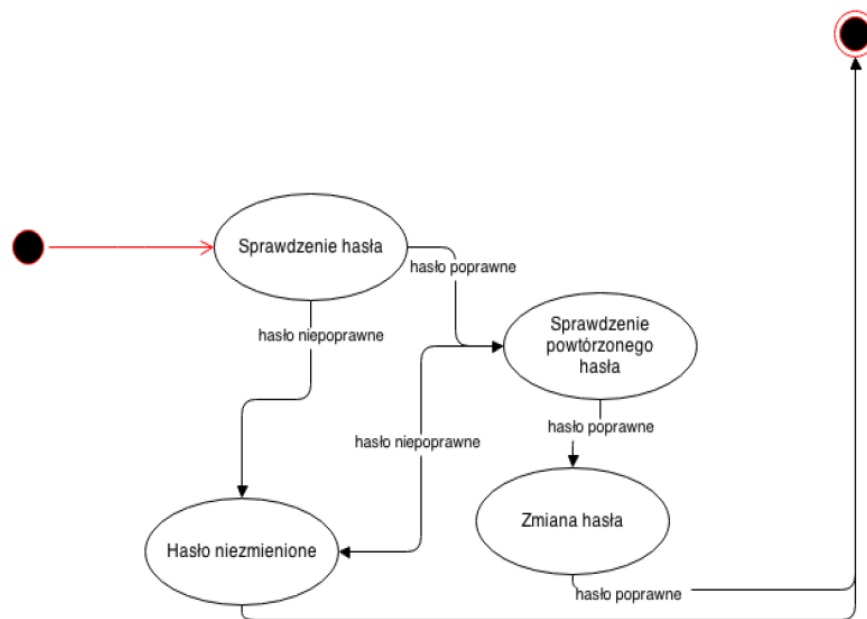 Sprawdzenie hasła
hasło poprawne
hasło niepoprawne
Sprawdzenie
powtórzonego
hasła
hasło poprawne
hasło niepoprawne
Zmiana hasła
Hasło niezmienione
hasło poprawne